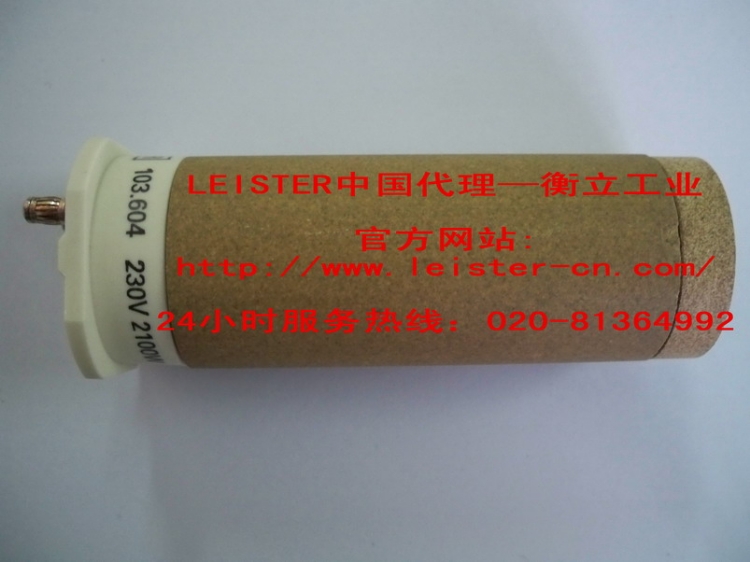 LEISTER中国代理—衡立工业
官方网站:
http://www.leister-cn.com/
24小时服务热线：020-81364992
103.604
230V 2100W